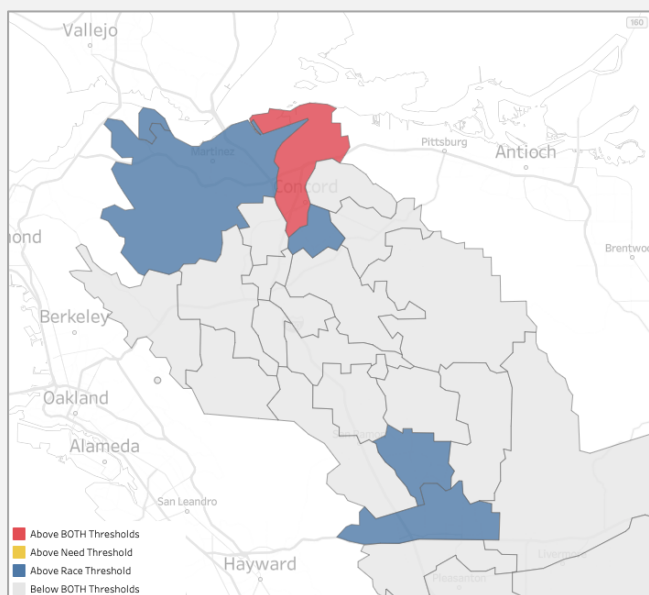 Vallejo
160
Martinez
Pittsburg
Antioch
Concord
mond
Brentwo
Berkeley
Oakland
Alameda
San Leandro
Hayward
Livermore
Pleasanton
Above BOTH Thresholds
Above Need Threshold
Above Race Threshold
Below BOTH Thresholds